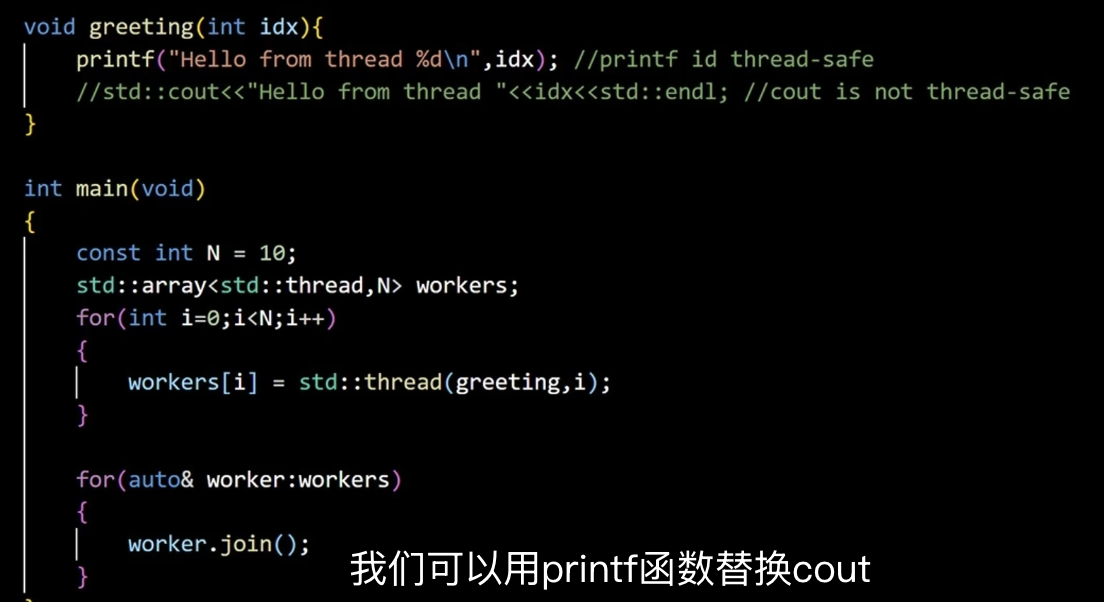 void greeting(int idx){
printf("Hello from thread %d\n",idx); //printf id thread-safe
//std::cout<<"Hello from thread "<<idx<<std::endl; //cout is not thread-safe
}
int main(void)
{
const int N = 10;
std::array<std::thread,N> workers;
for(int i=0;i<N;i++)
{
workers[i] = std::thread(greeting,i);
}
for(auto& worker:workers)
{
worker.join();
}
我们可以用printf函数替换cout